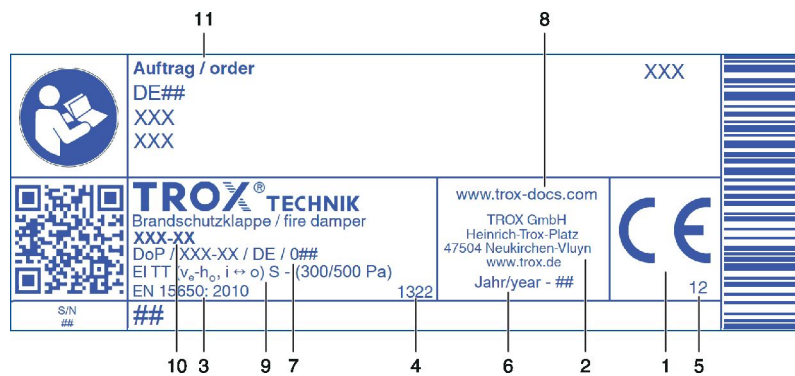 11
8
Auftrag / order
XXX
DE##
XXX
XXX
TROX® TECHNIK
Brandschutzklappe / fire damper
XXX-XX
DoP / XXX-XX / DE / 0##
EI TT (ve-ho, i ↔ o) S - (300/500 Pa)
EN 15650: 2010
1322
www.trox-docs.com
TROX GmbH
Heinrich-Trox-Platz
47504 Neukirchen-Vluyn
www.trox.de
Jahr/year - ##
CE
12
S/N
##
##
10 3 9 7 4 6 2 1 5